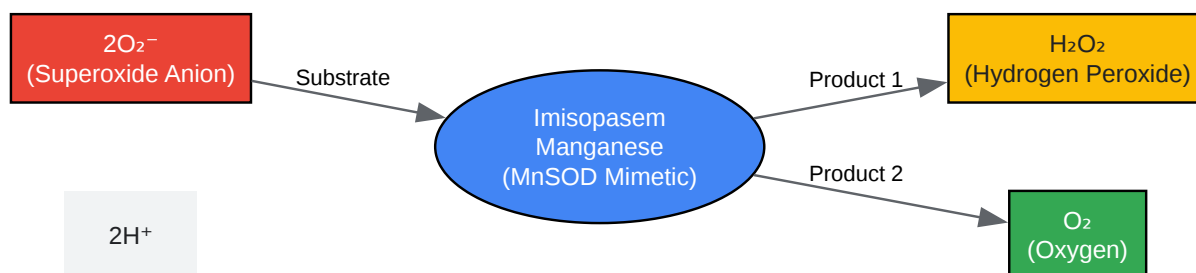 2O₂⁻
(Superoxide Anion)
Substrate
Imisopasem
Manganese
(MnSOD Mimetic)
Product 1
H₂O₂
(Hydrogen Peroxide)
Product 2
O₂
(Oxygen)
2H⁺